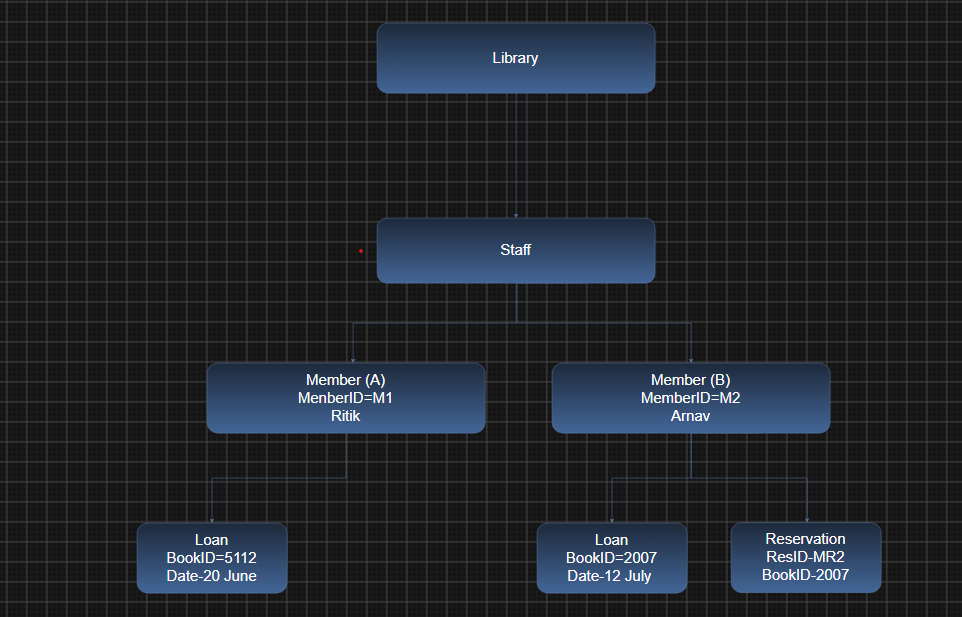 Library
Staff
Member (A)
MenberID=M1
Ritik
Member (B)
MemberID=M2
Arnav
Loan
BookID=5112
Date-20 June
Loan
BookID=2007
Date-12 July
Reservation
ResID-MR2
BookID-2007